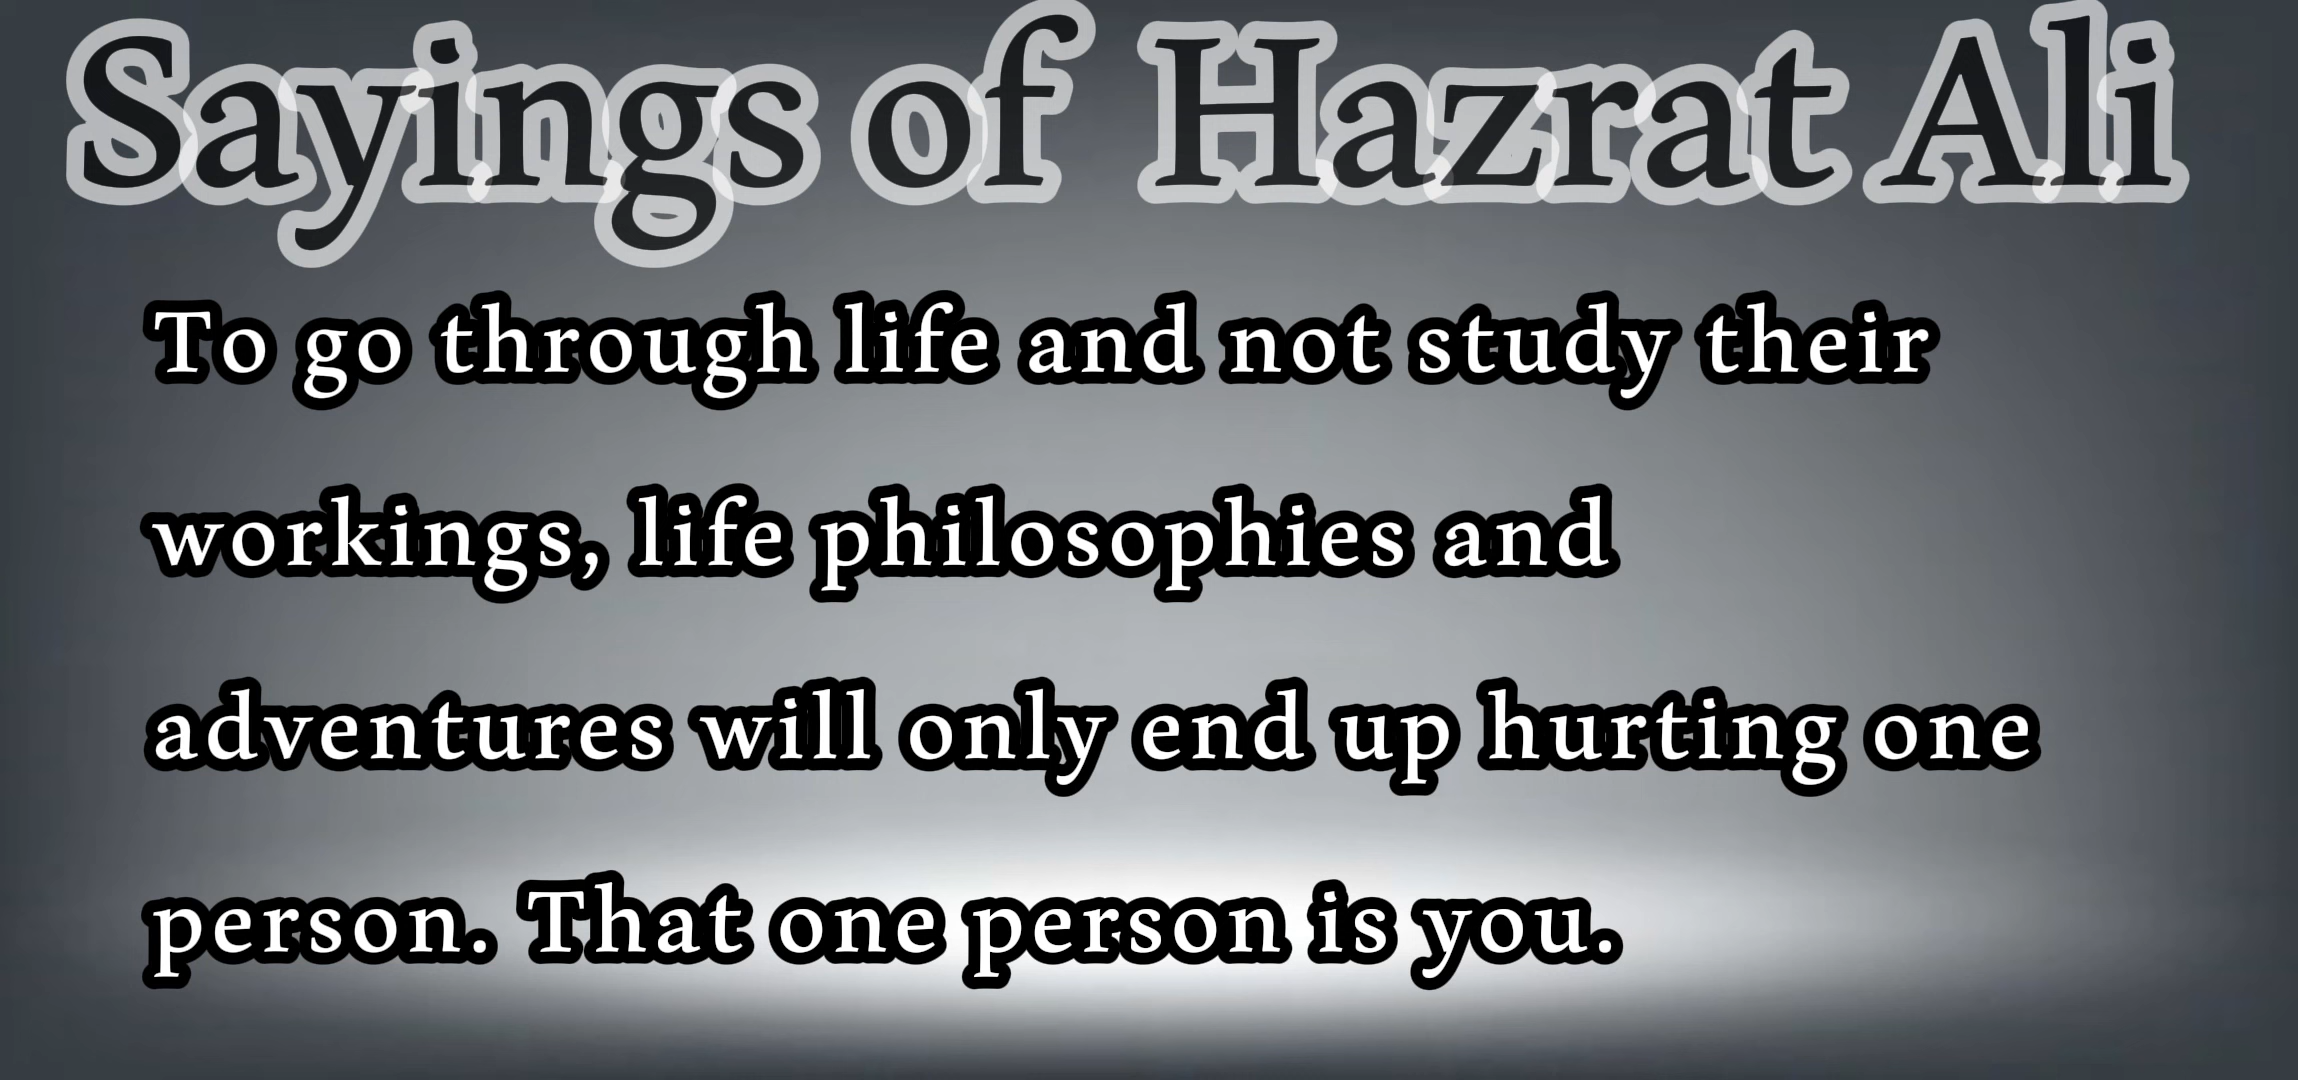 Sayings of Hazrat Ali
To go through life and not study their
workings, life philosophies and
adventures will only end up hurting one
person. That one person is you.